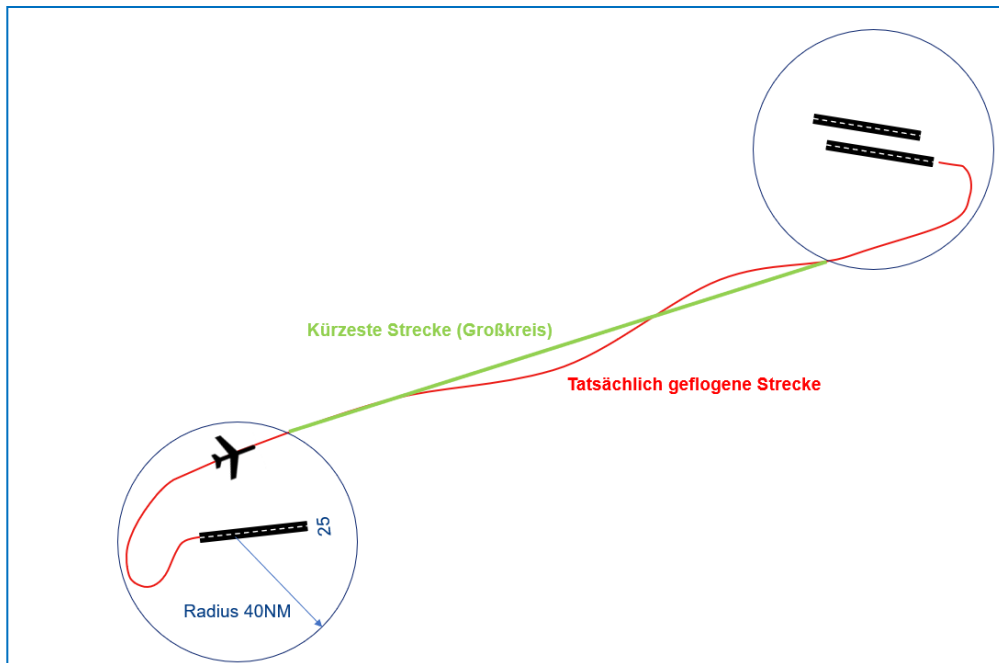 Kürzeste Strecke (Großkreis)
Tatsächlich geflogene Strecke
25
Radius 40NM